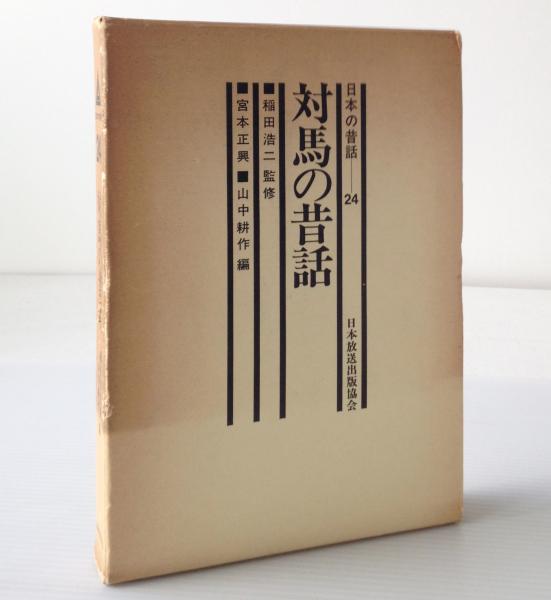 日本の昔話――24
対馬の昔話
日本放送出版協会
■稲田浩二 監修
■宮本正興■山中耕作 編